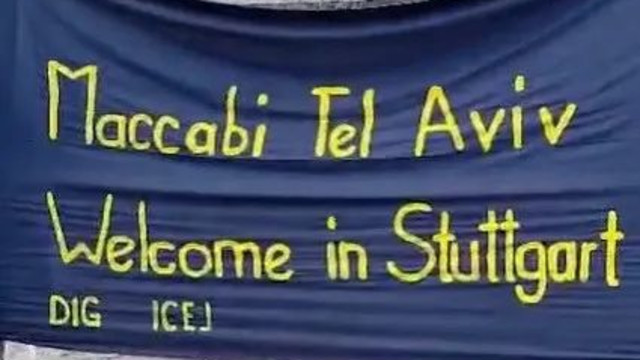 Maccabi Tel Aviv
Welcome in Stuttgart
DIG ICEJ